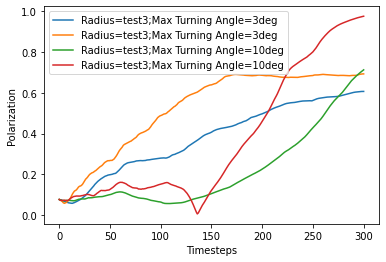 Radius=test3;Max Turning Angle=3deg
Radius=test3;Max Turning Angle=3deg
Radius=test3;Max Turning Angle=10deg
Radius=test3;Max Turning Angle=10deg
1.0
0.8
0.6
0.4
0.2
0.0
Polarization
0 50 100 150 200 250 300
Timesteps